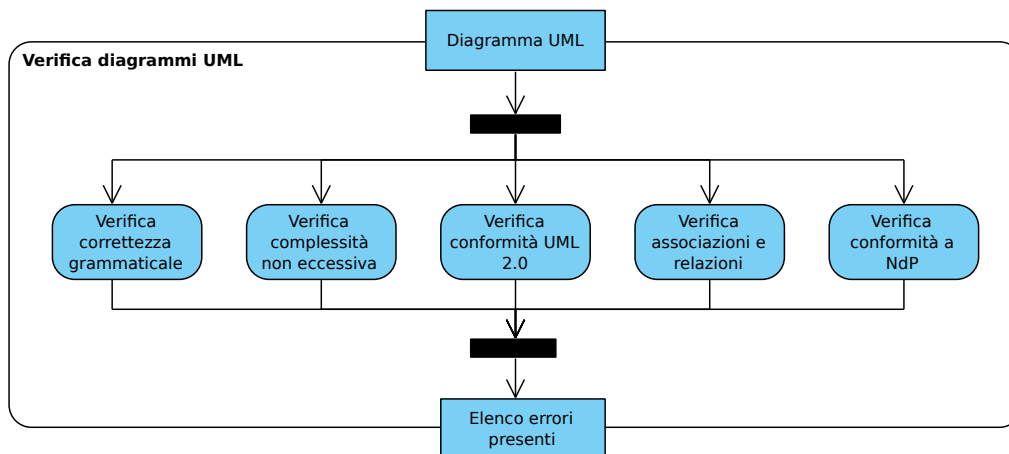 Diagramma UML
Verifica diagrammi UML
Verifica
correttezza
grammaticale
Verifica
complessità
non eccessiva
Verifica
conformità UML
2.0
Verifica
associazioni e
relazioni
Verifica
conformità a
NdP
Elenco errori
presenti